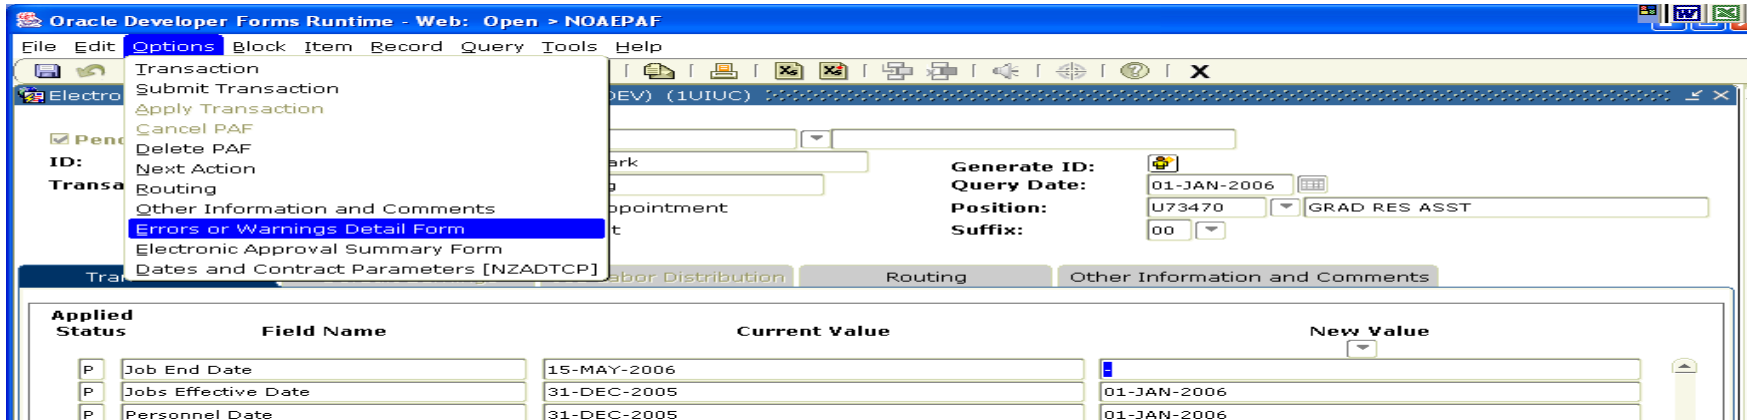 Oracle Developer Forms Runtime - Web: Open > NOAEPAF
File Edit Options Block Item Record Query Tools Help
Transaction
Submit Transaction
Apply Transaction
Cancel PAF
Delete PAF
Next Action
Routing
Other Information and Comments
Errors or Warnings Detail Form
Electronic Approval Summary Form
Dates and Contract Parameters [NZADTCP]
Electro DEV) (1UIUC)
Pend
ID: ark Generate ID:
Transa g Query Date: 01-JAN-2006
ppointment Position: U73470 GRAD RES ASST
t Suffix: 00
Tra abor Distribution Routing Other Information and Comments
Applied
Status Field Name Current Value New Value
P Job End Date 15-MAY-2006 -
P Jobs Effective Date 31-DEC-2005 01-JAN-2006
P Personnel Date 31-DEC-2005 01-JAN-2006